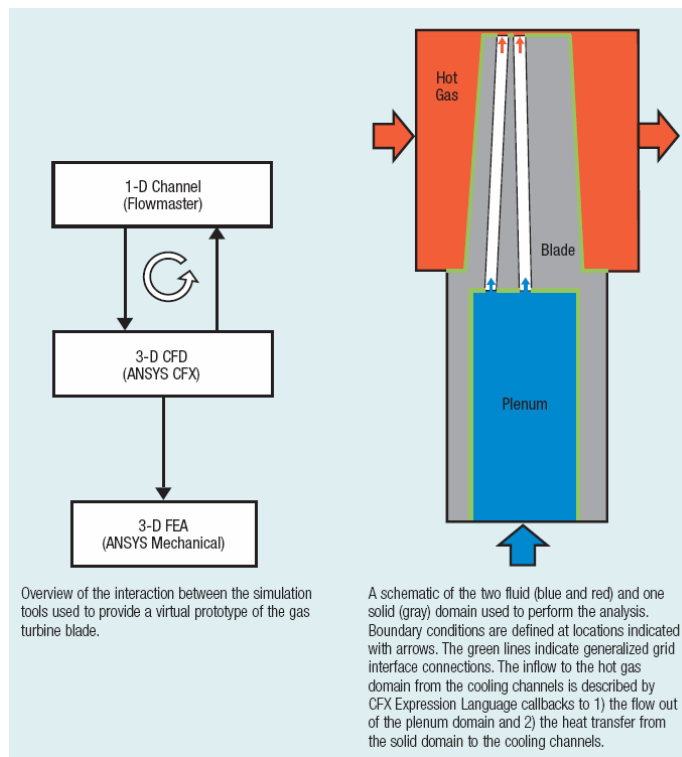 1-D Channel
(Flowmaster)
3-D CFD
(ANSYS CFX)
3-D FEA
(ANSYS Mechanical)
Overview of the interaction between the simulation
tools used to provide a virtual prototype of the gas
turbine blade.
Hot
Gas
Blade
Plenum
A schematic of the two fluid (blue and red) and one
solid (gray) domain used to perform the analysis.
Boundary conditions are defined at locations indicated
with arrows. The green lines indicate generalized grid
interface connections. The inflow to the hot gas
domain from the cooling channels is described by
CFX Expression Language callbacks to 1) the flow out
of the plenum domain and 2) the heat transfer from
the solid domain to the cooling channels.